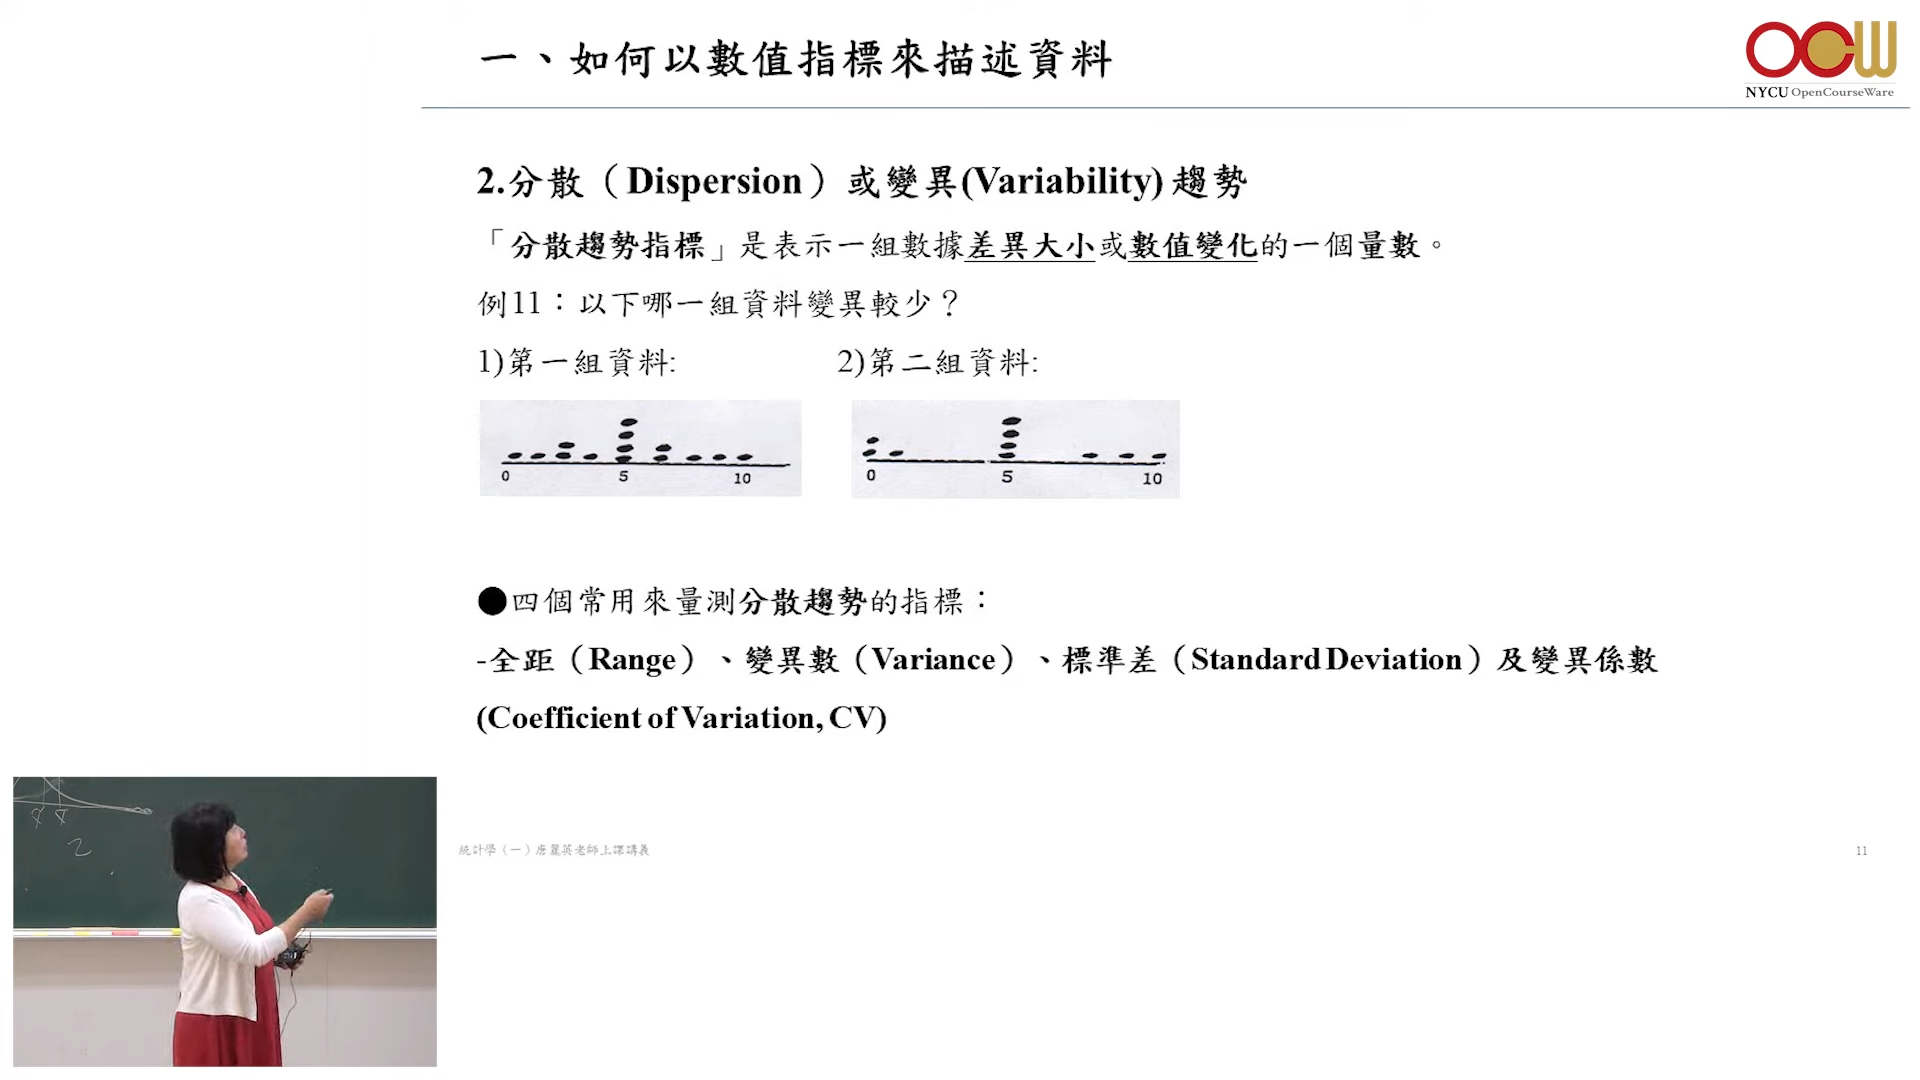 一、如何以數值指標來描述資料
OCW
NYCU OpenCourseWare
2.分散（Dispersion）或變異(Variability) 趨勢
「分散趨勢指標」是表示一組數據差異大小或數值變化的一個量數。
例11：以下哪一組資料變異較少？
1)第一組資料: 2)第二組資料:
0 5 10 0 5 10
●四個常用來量測分散趨勢的指標：
-全距（Range）、變異數（Variance）、標準差（Standard Deviation）及變異係數
(Coefficient of Variation, CV)
2
統計學（一）唐麗英老師上課講義 11